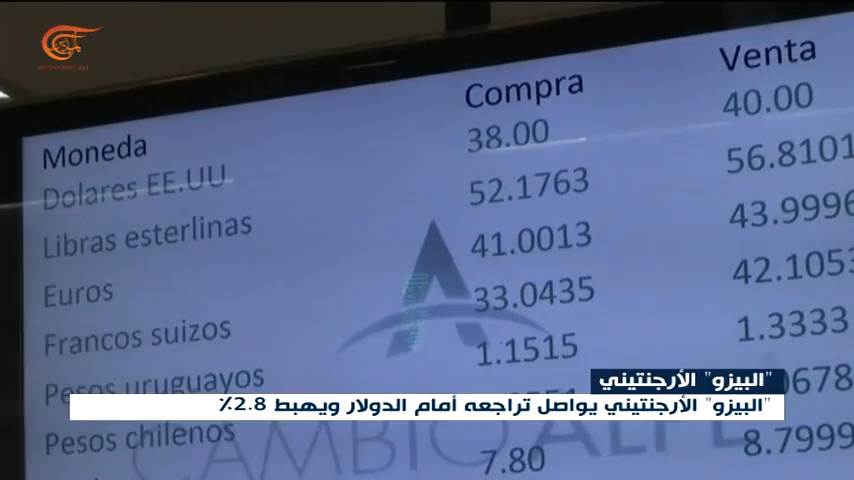 الميادين
Moneda Compra Venta
Dolares EE.UU 38.00 40.00
Libras esterlinas 52.1763 56.8101
Euros 41.0013 43.9996
Francos suizos 33.0435 42.1053
Pesos uruguayos 1.1515 1.3333
Pesos chilenos
7.80 8.7999
CAMBIO
"البيزو" الأرجنتيني
"البيزو" الأرجنتيني يواصل تراجعه أمام الدولار ويهبط 2.8٪